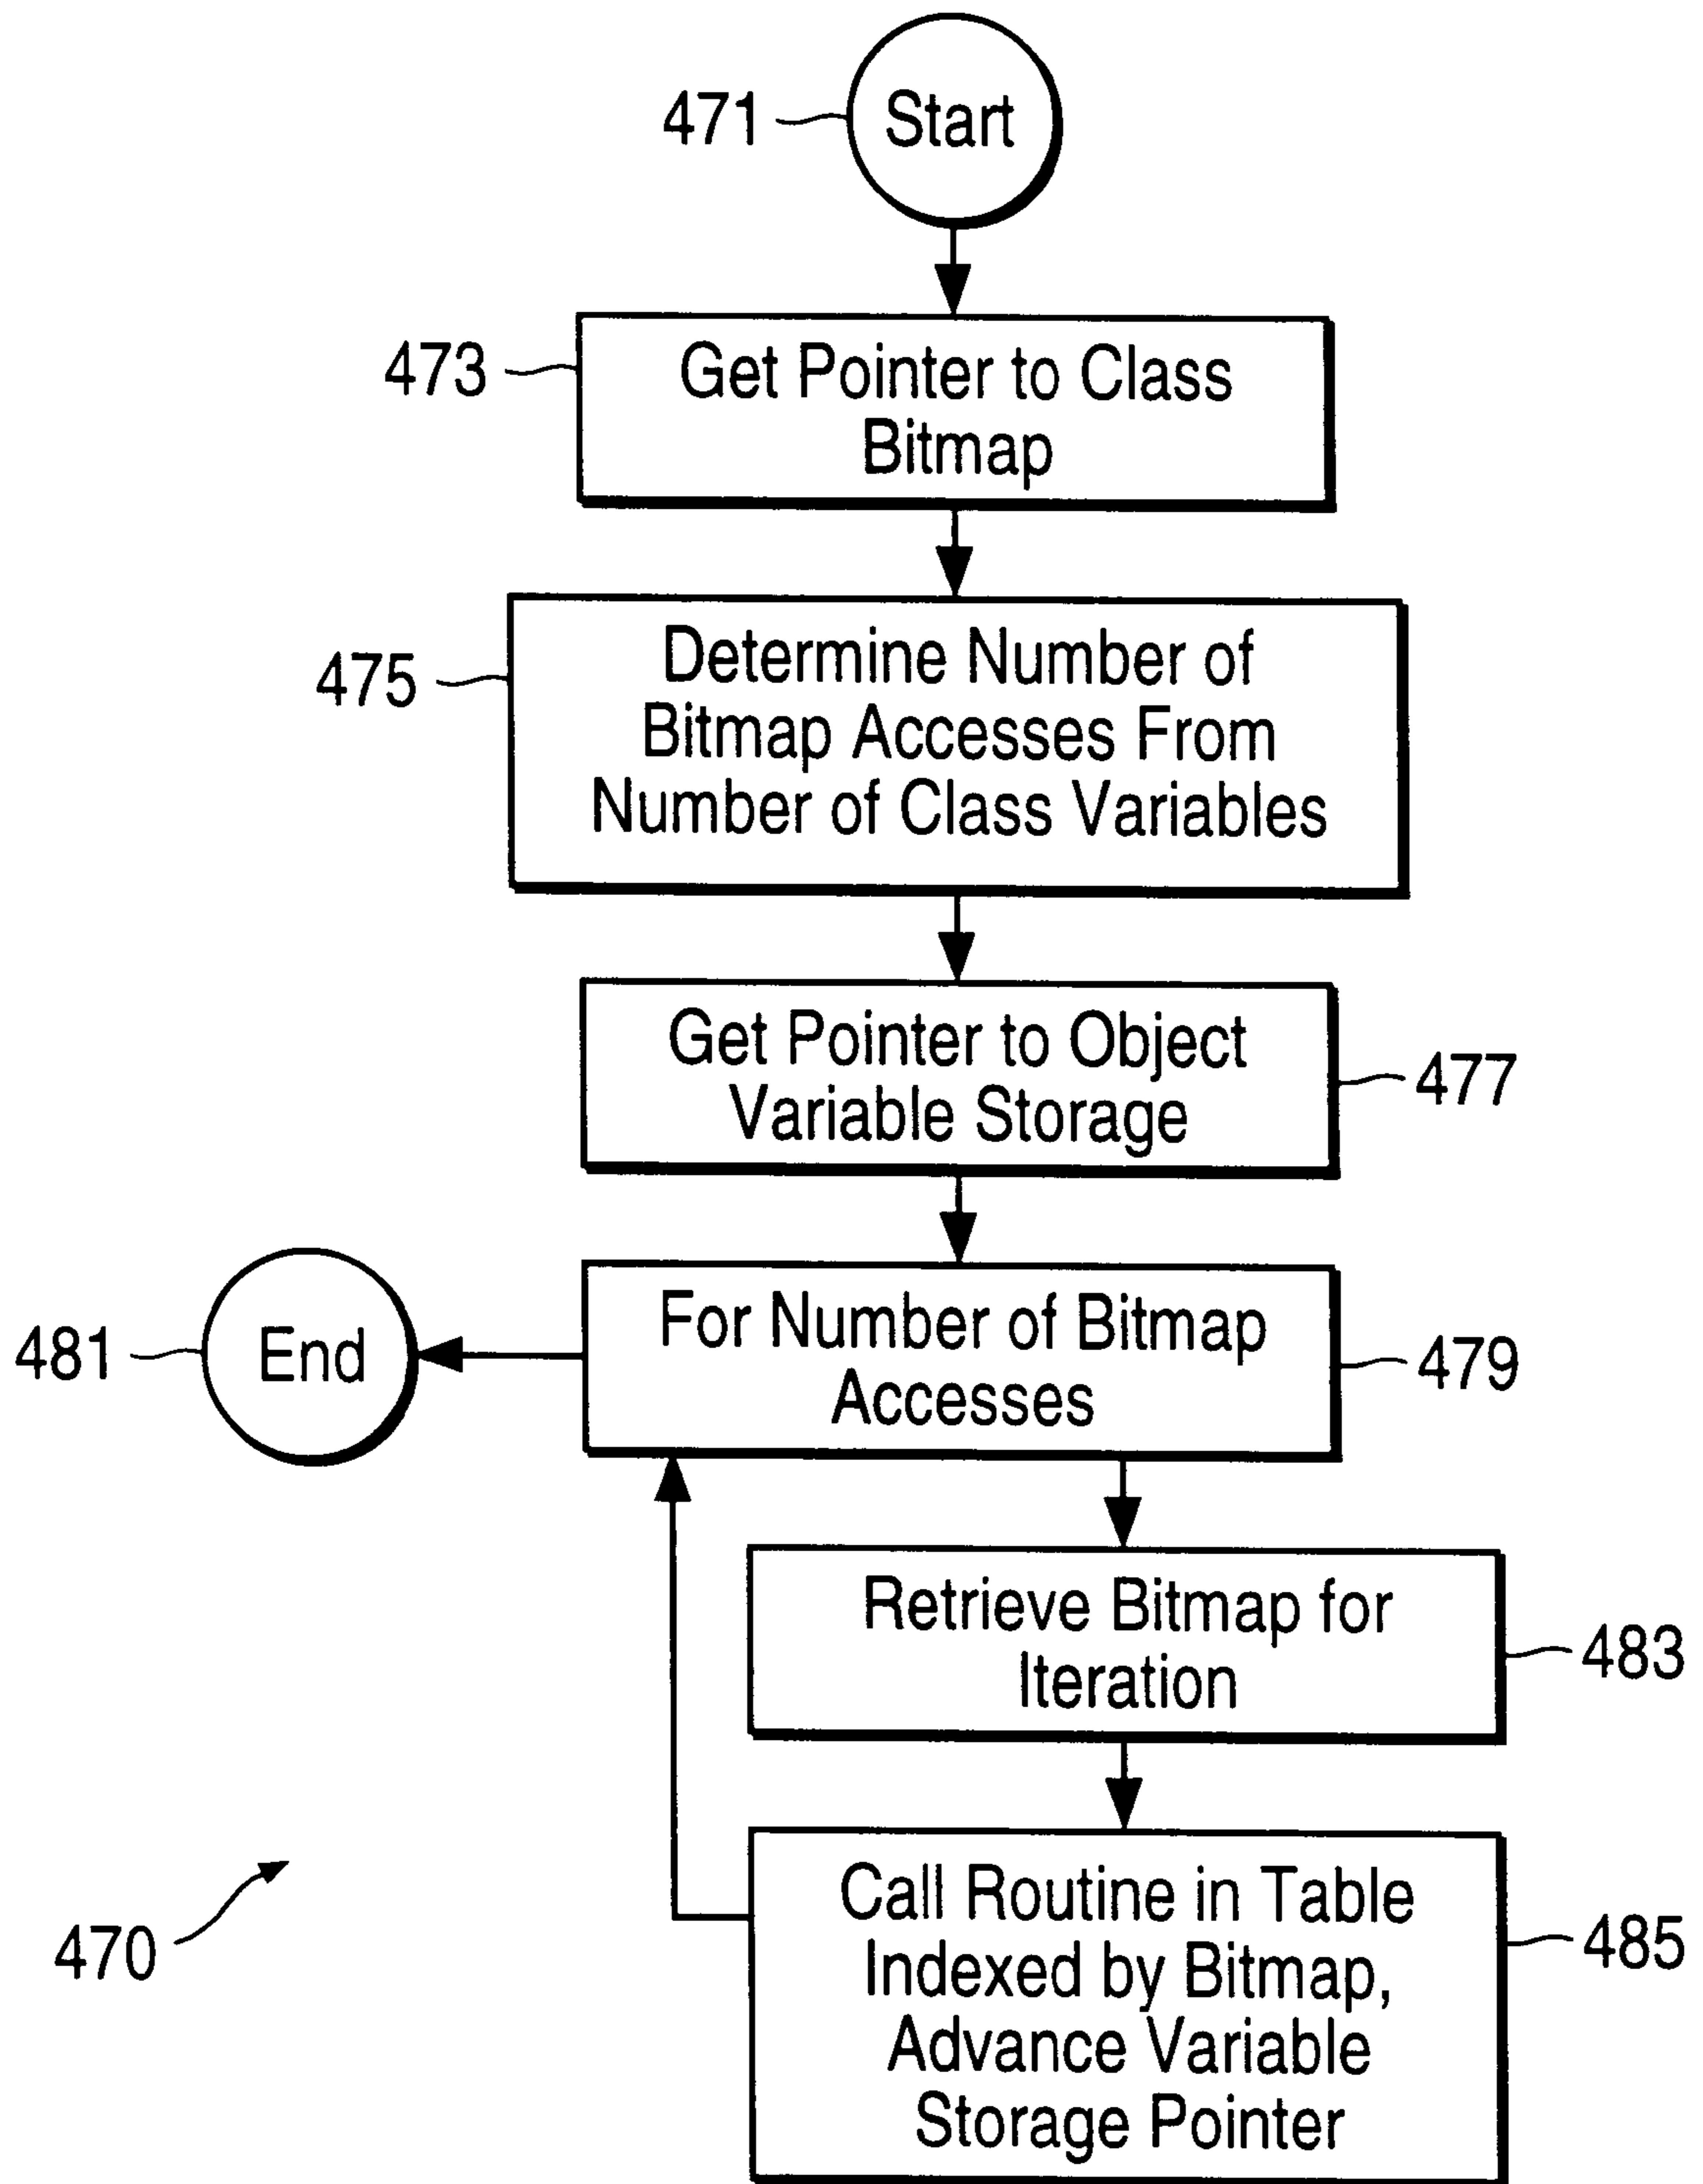 471
Start
473
Get Pointer to Class
Bitmap
475
Determine Number of
Bitmap Accesses From
Number of Class Variables
Get Pointer to Object
Variable Storage
477
481
End
For Number of Bitmap
Accesses
479
Retrieve Bitmap for
Iteration
483
470
Call Routine in Table
Indexed by Bitmap,
Advance Variable
Storage Pointer
485